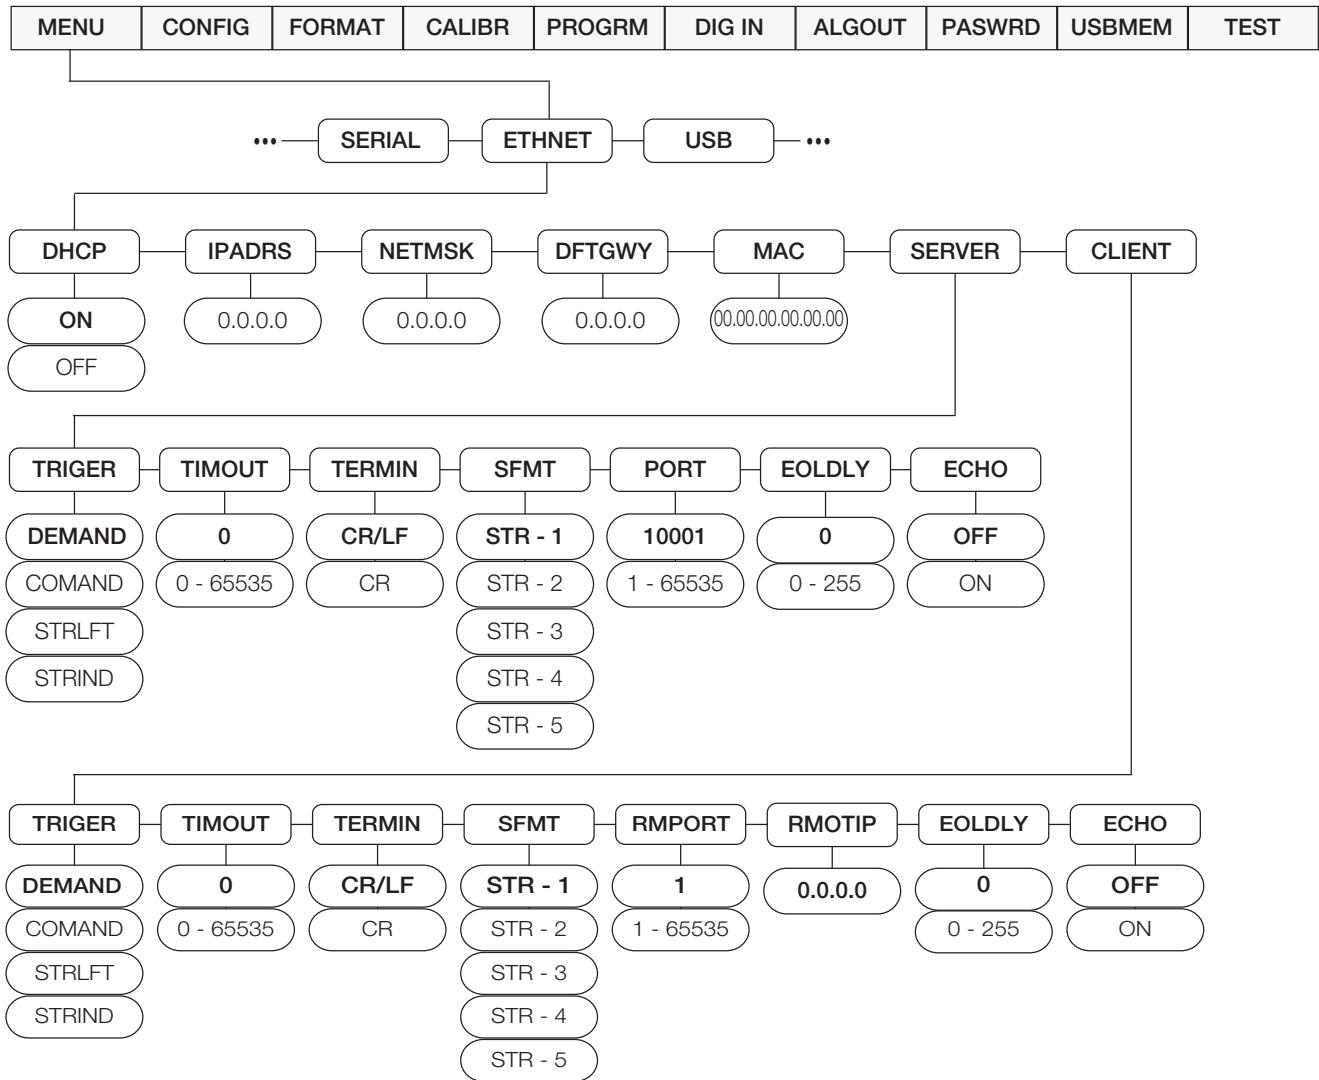 MENU CONFIG FORMAT CALIBR PROGRM DIG IN ALGOUT PASWRD USBMEM TEST
••• SERIAL ETHNET USB •••
DHCP IPADRS NETMSK DFTGWY MAC SERVER CLIENT
ON 0.0.0.0 0.0.0.0 0.0.0.0 00.00.00.00.00.00
OFF
TRIGER TIMOUT TERMIN SFMT PORT EOLDLY ECHO
DEMAND 0 CR/LF STR - 1 10001 0 OFF
COMAND 0 - 65535 CR STR - 2 1 - 65535 0 - 255 ON
STRLFT STR - 3
STRIND STR - 4
STR - 5
TRIGER TIMOUT TERMIN SFMT RMPORT RMOTIP EOLDLY ECHO
DEMAND 0 CR/LF STR - 1 1 0.0.0.0 0 OFF
COMAND 0 - 65535 CR STR - 2 1 - 65535 0 - 255 ON
STRLFT STR - 3
STRIND STR - 4
STR - 5